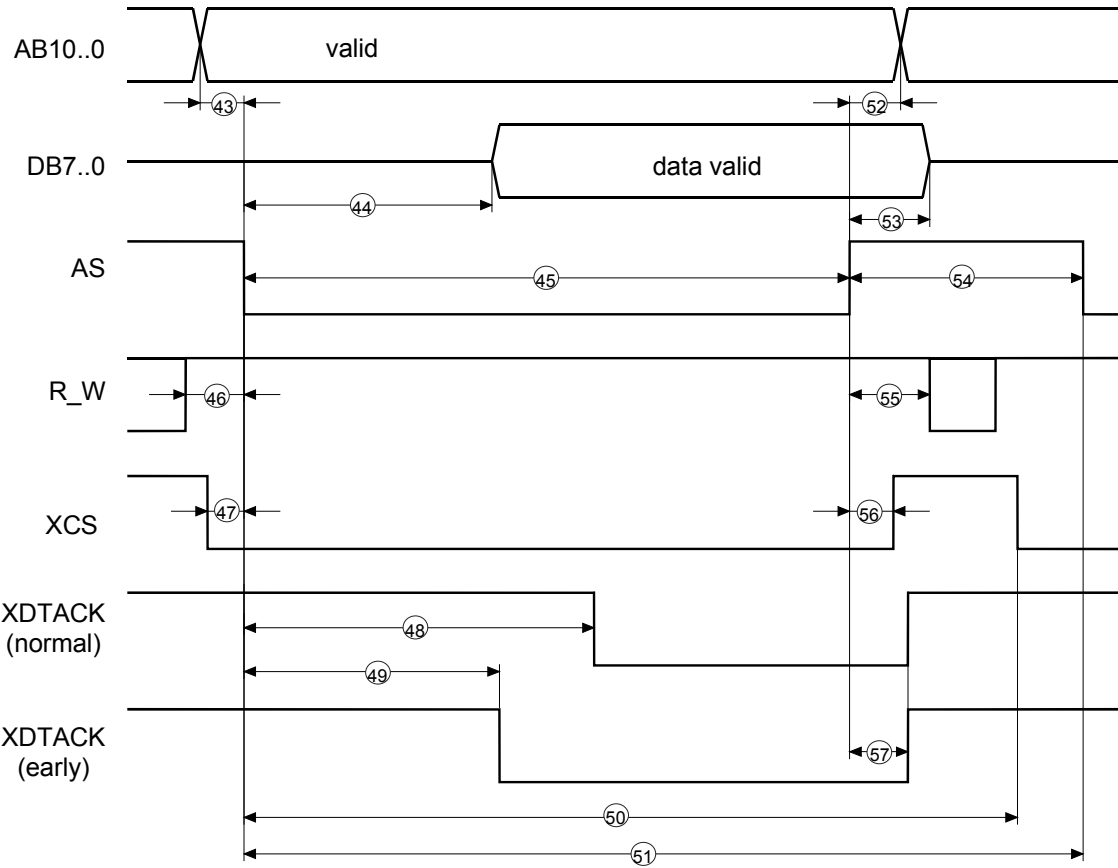 AB10..0
valid
43
52
DB7..0
data valid
44
53
AS
45
54
R_W
46
55
XCS
47
56
XDTACK
(normal)
48
49
XDTACK
(early)
57
50
51